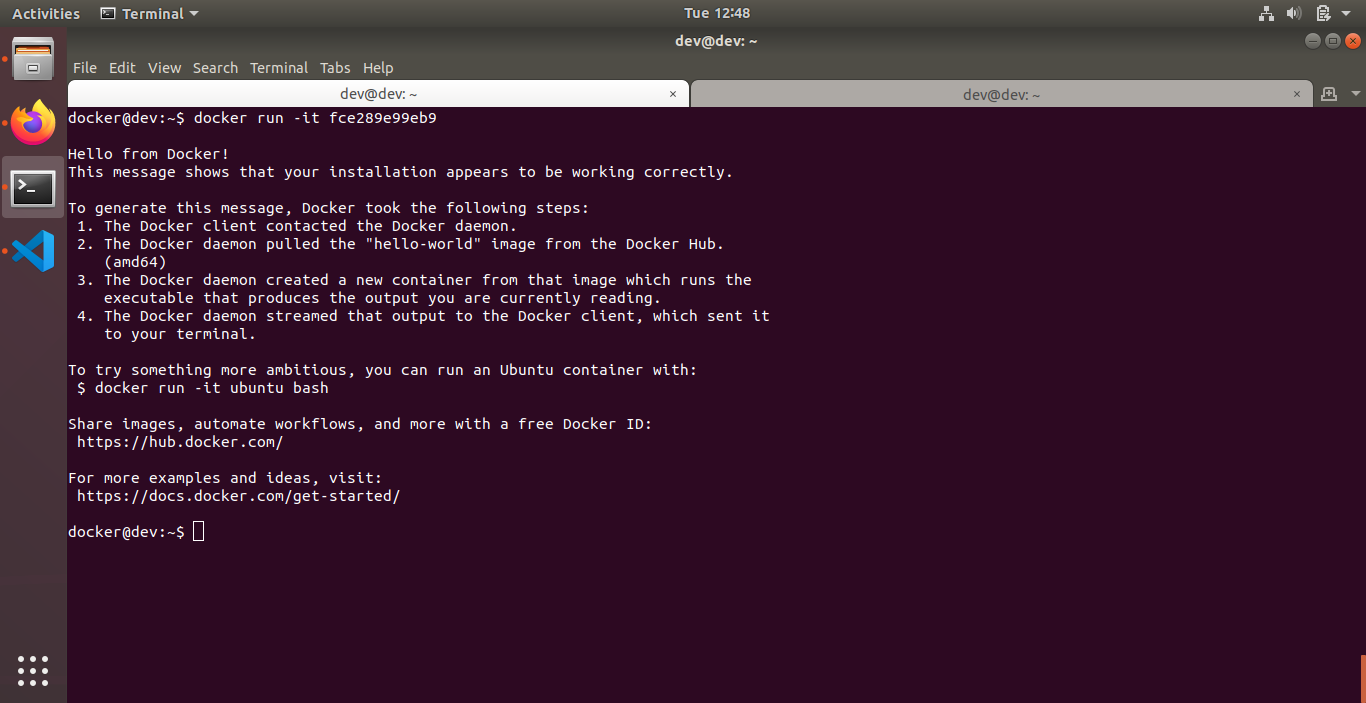 Activities Terminal Tue 12:48
dev@dev: ~
File Edit View Search Terminal Tabs Help
dev@dev: ~ × dev@dev: ~ ×
docker@dev:~$ docker run -it fce289e99eb9
Hello from Docker!
This message shows that your installation appears to be working correctly.
To generate this message, Docker took the following steps:
1. The Docker client contacted the Docker daemon.
2. The Docker daemon pulled the "hello-world" image from the Docker Hub.
(amd64)
3. The Docker daemon created a new container from that image which runs the
executable that produces the output you are currently reading.
4. The Docker daemon streamed that output to the Docker client, which sent it
to your terminal.
To try something more ambitious, you can run an Ubuntu container with:
$ docker run -it ubuntu bash
Share images, automate workflows, and more with a free Docker ID:
https://hub.docker.com/
For more examples and ideas, visit:
https://docs.docker.com/get-started/
docker@dev:~$